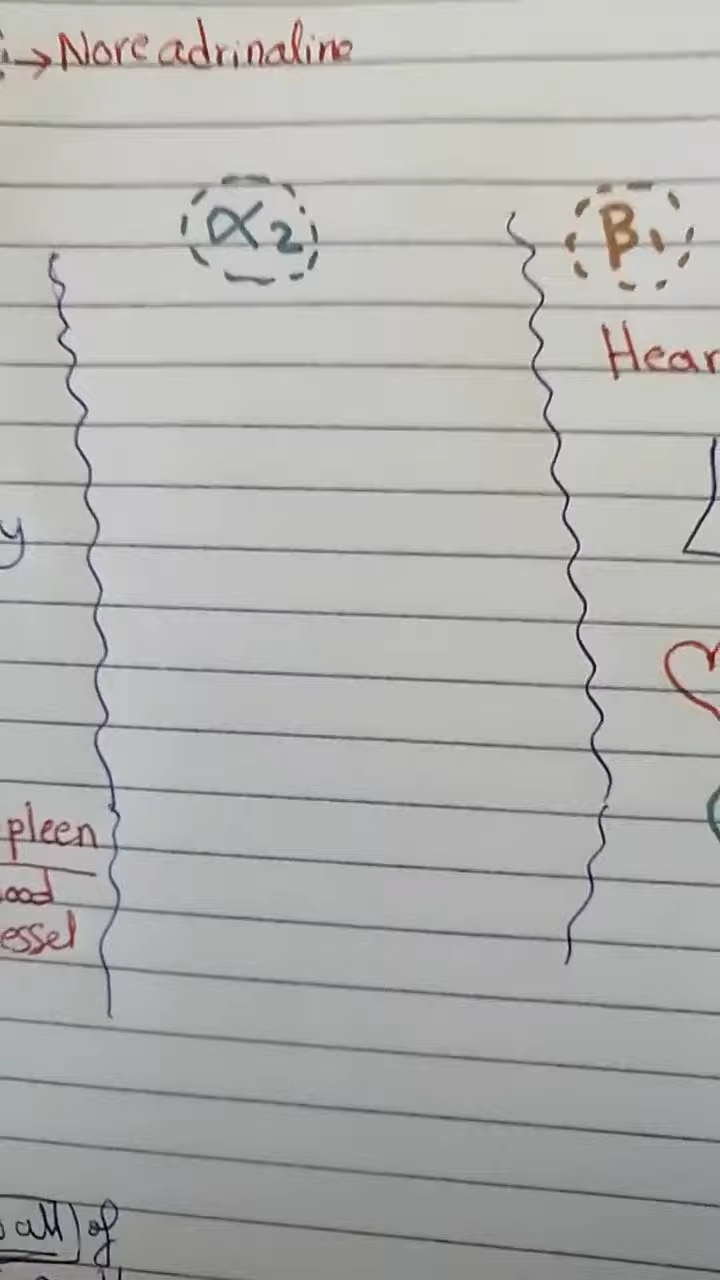 → Noreadrinaline
α2
β1
Hear
y
pleen
ood
essel
all of